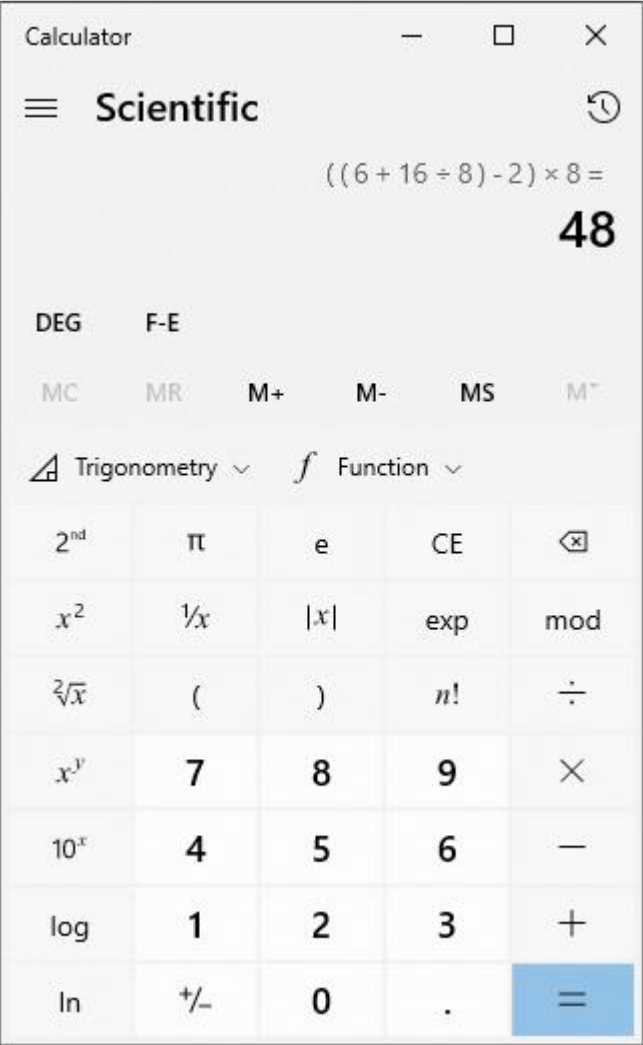 Calculator
Scientific
((6 + 16 ÷ 8) - 2) × 8 =
48
DEG F-E
MC MR M+ M- MS M˅
Trigonometry f Function
2ⁿᵈ π e CE
x² ¹/x |x| exp mod
²√x ( ) n! ÷
xʸ 7 8 9 ×
10ˣ 4 5 6 −
log 1 2 3 +
ln +/− 0 . =